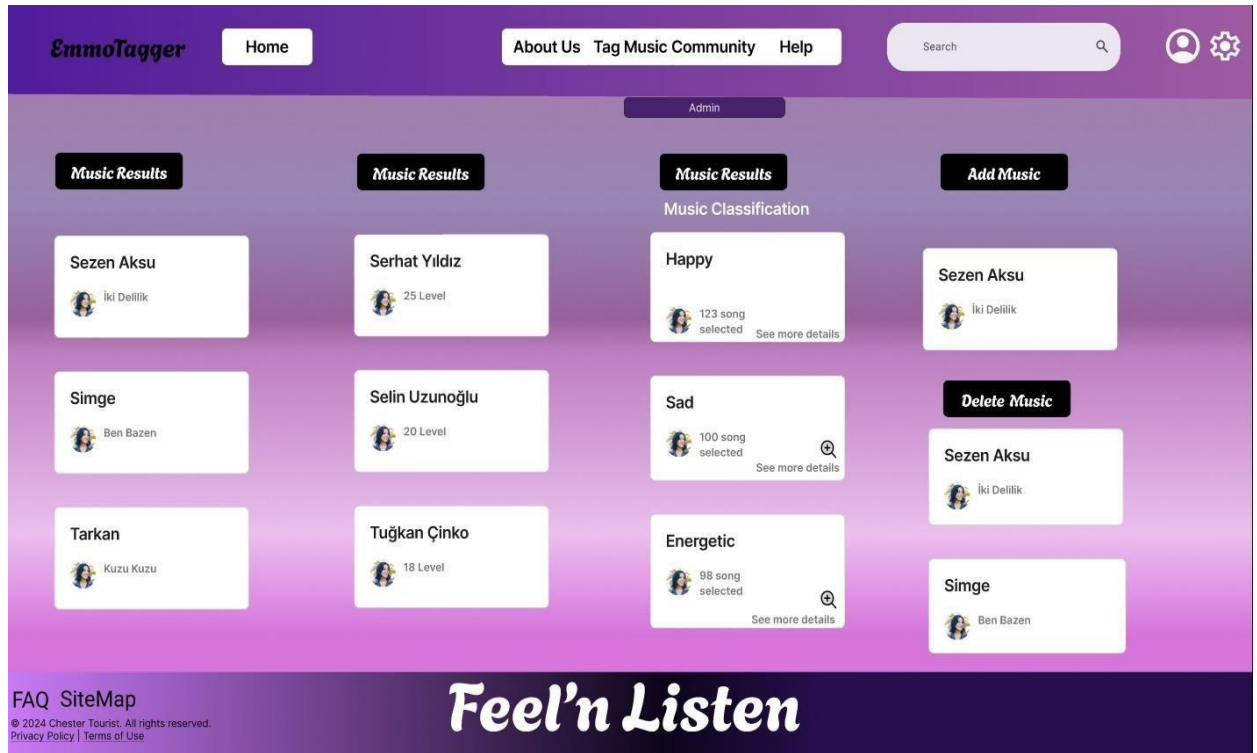 EmmoTagger
Home
About Us Tag Music Community Help
Search
Admin
Music Results
Sezen Aksu
İki Delilik
Simge
Ben Bazen
Tarkan
Kuzu Kuzu
Music Results
Serhat Yıldız
25 Level
Selin Uzunoğlu
20 Level
Tuğkan Çinko
18 Level
Music Results
Music Classification
Happy
123 song
selected
See more details
Sad
100 song
selected
See more details
Energetic
98 song
selected
See more details
Add Music
Sezen Aksu
İki Delilik
Delete Music
Sezen Aksu
İki Delilik
Simge
Ben Bazen
FAQ SiteMap
© 2024 Chester Tourist. All rights reserved.
Privacy Policy | Terms of Use
Feel'n Listen